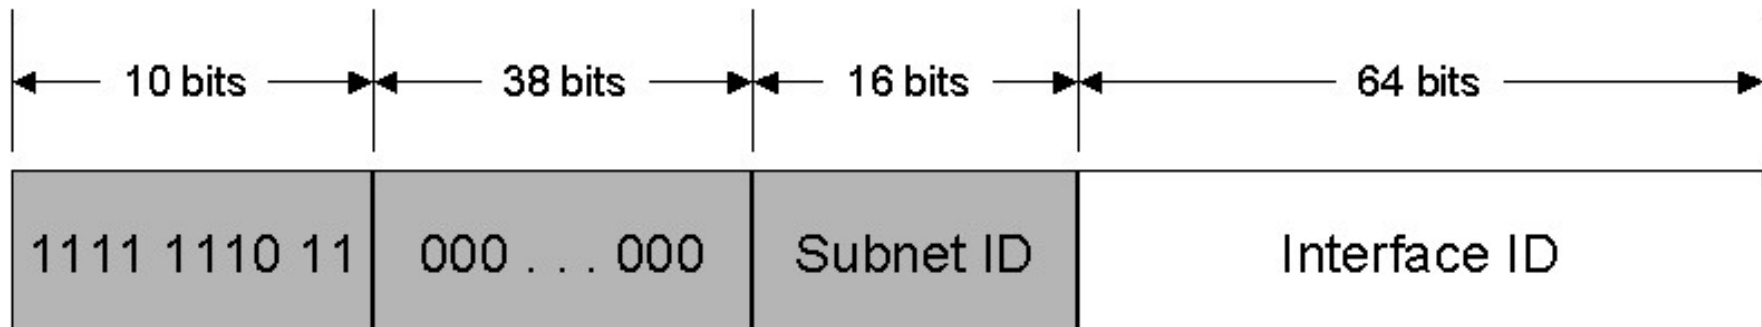 10 bits 38 bits 16 bits 64 bits
1111 1110 11 000 . . . 000 Subnet ID Interface ID